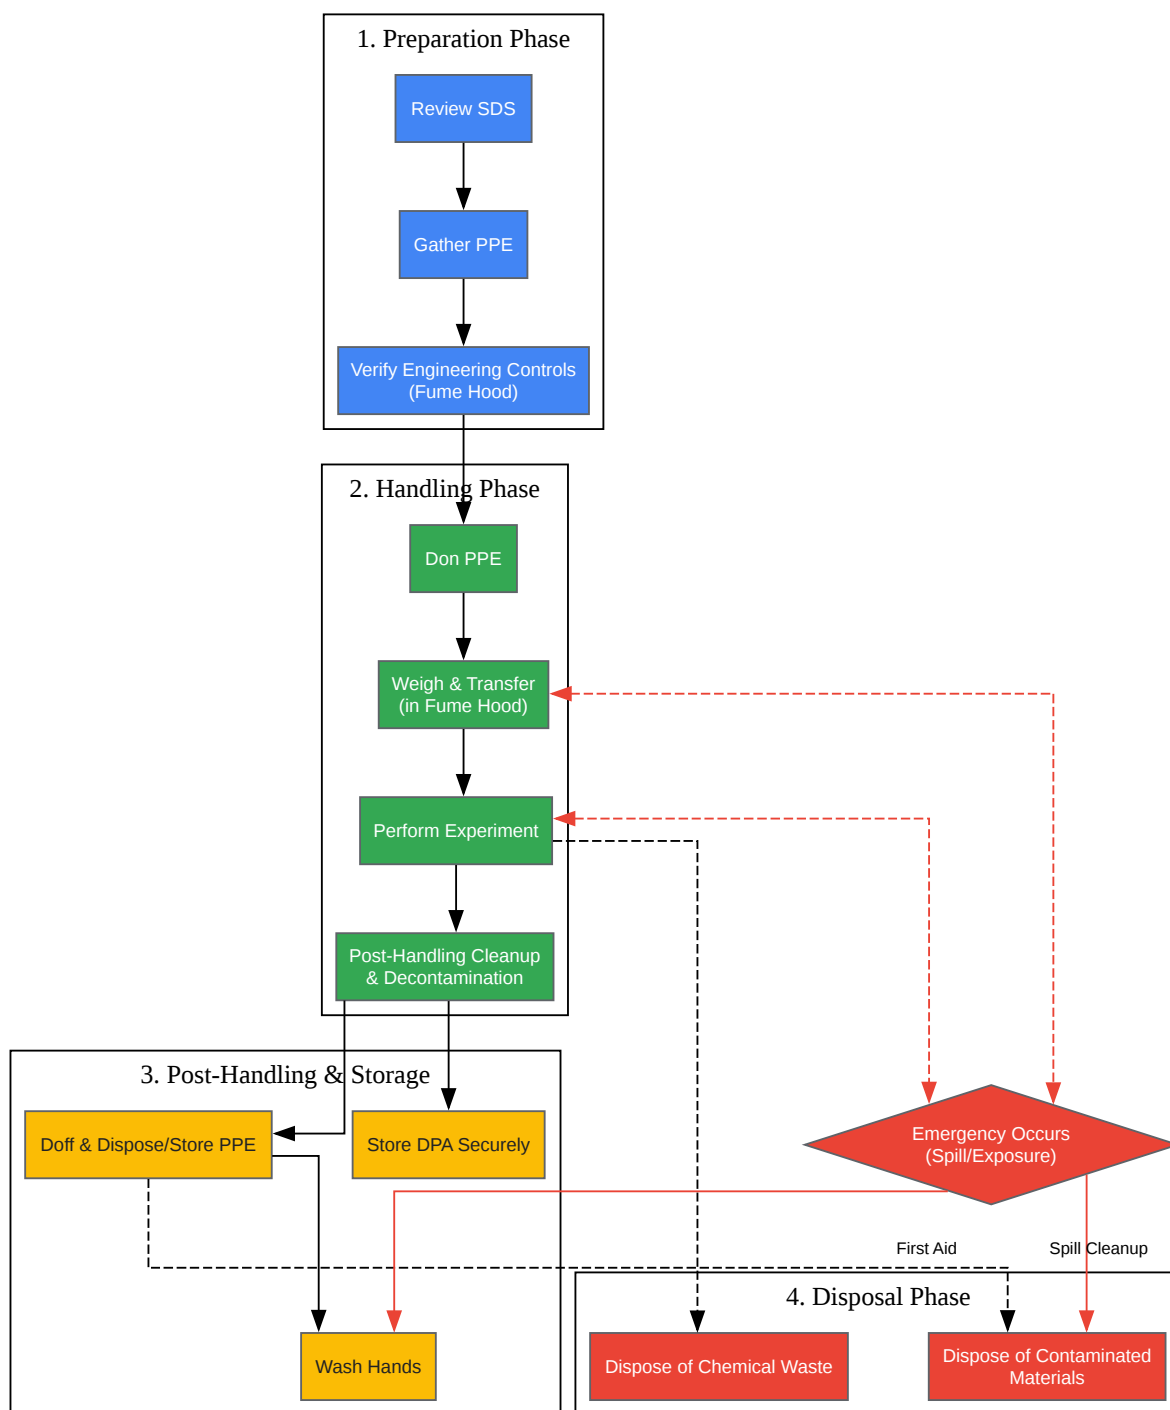 1. Preparation Phase
Review SDS
Gather PPE
Verify Engineering Controls
(Fume Hood)
2. Handling Phase
Don PPE
Weigh & Transfer
(in Fume Hood)
Perform Experiment
Post-Handling Cleanup
& Decontamination
3. Post-Handling & Storage
Doff & Dispose/Store PPE
Store DPA Securely
Emergency Occurs
(Spill/Exposure)
First Aid
Spill Cleanup
4. Disposal Phase
Wash Hands
Dispose of Chemical Waste
Dispose of Contaminated
Materials